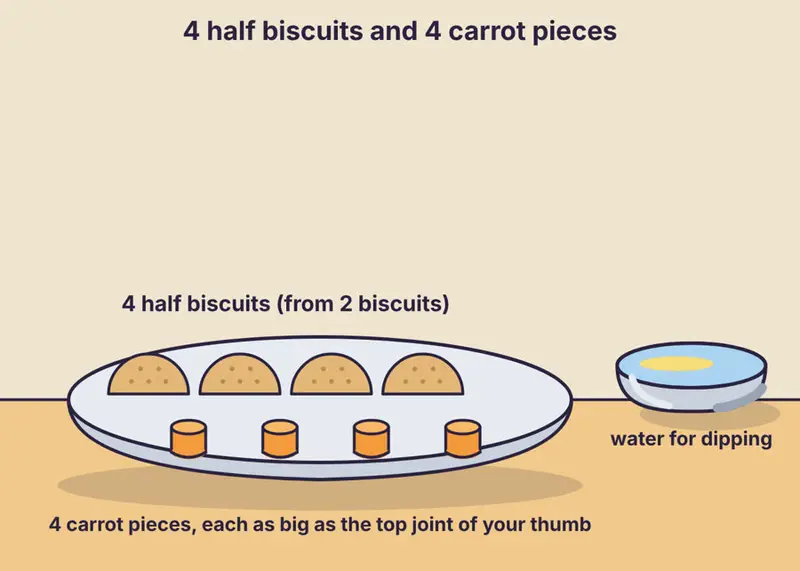 4 half biscuits and 4 carrot pieces
4 half biscuits (from 2 biscuits)
water for dipping
4 carrot pieces, each as big as the top joint of your thumb